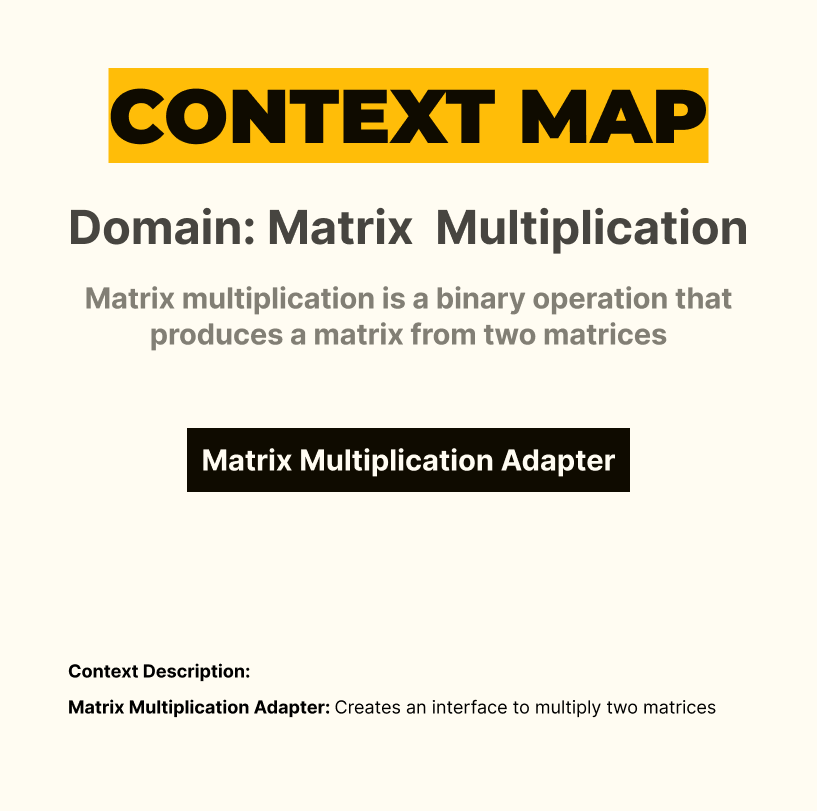 CONTEXT MAP
Domain: Matrix Multiplication
Matrix multiplication is a binary operation that
produces a matrix from two matrices
Matrix Multiplication Adapter
Context Description:
Matrix Multiplication Adapter: Creates an interface to multiply two matrices